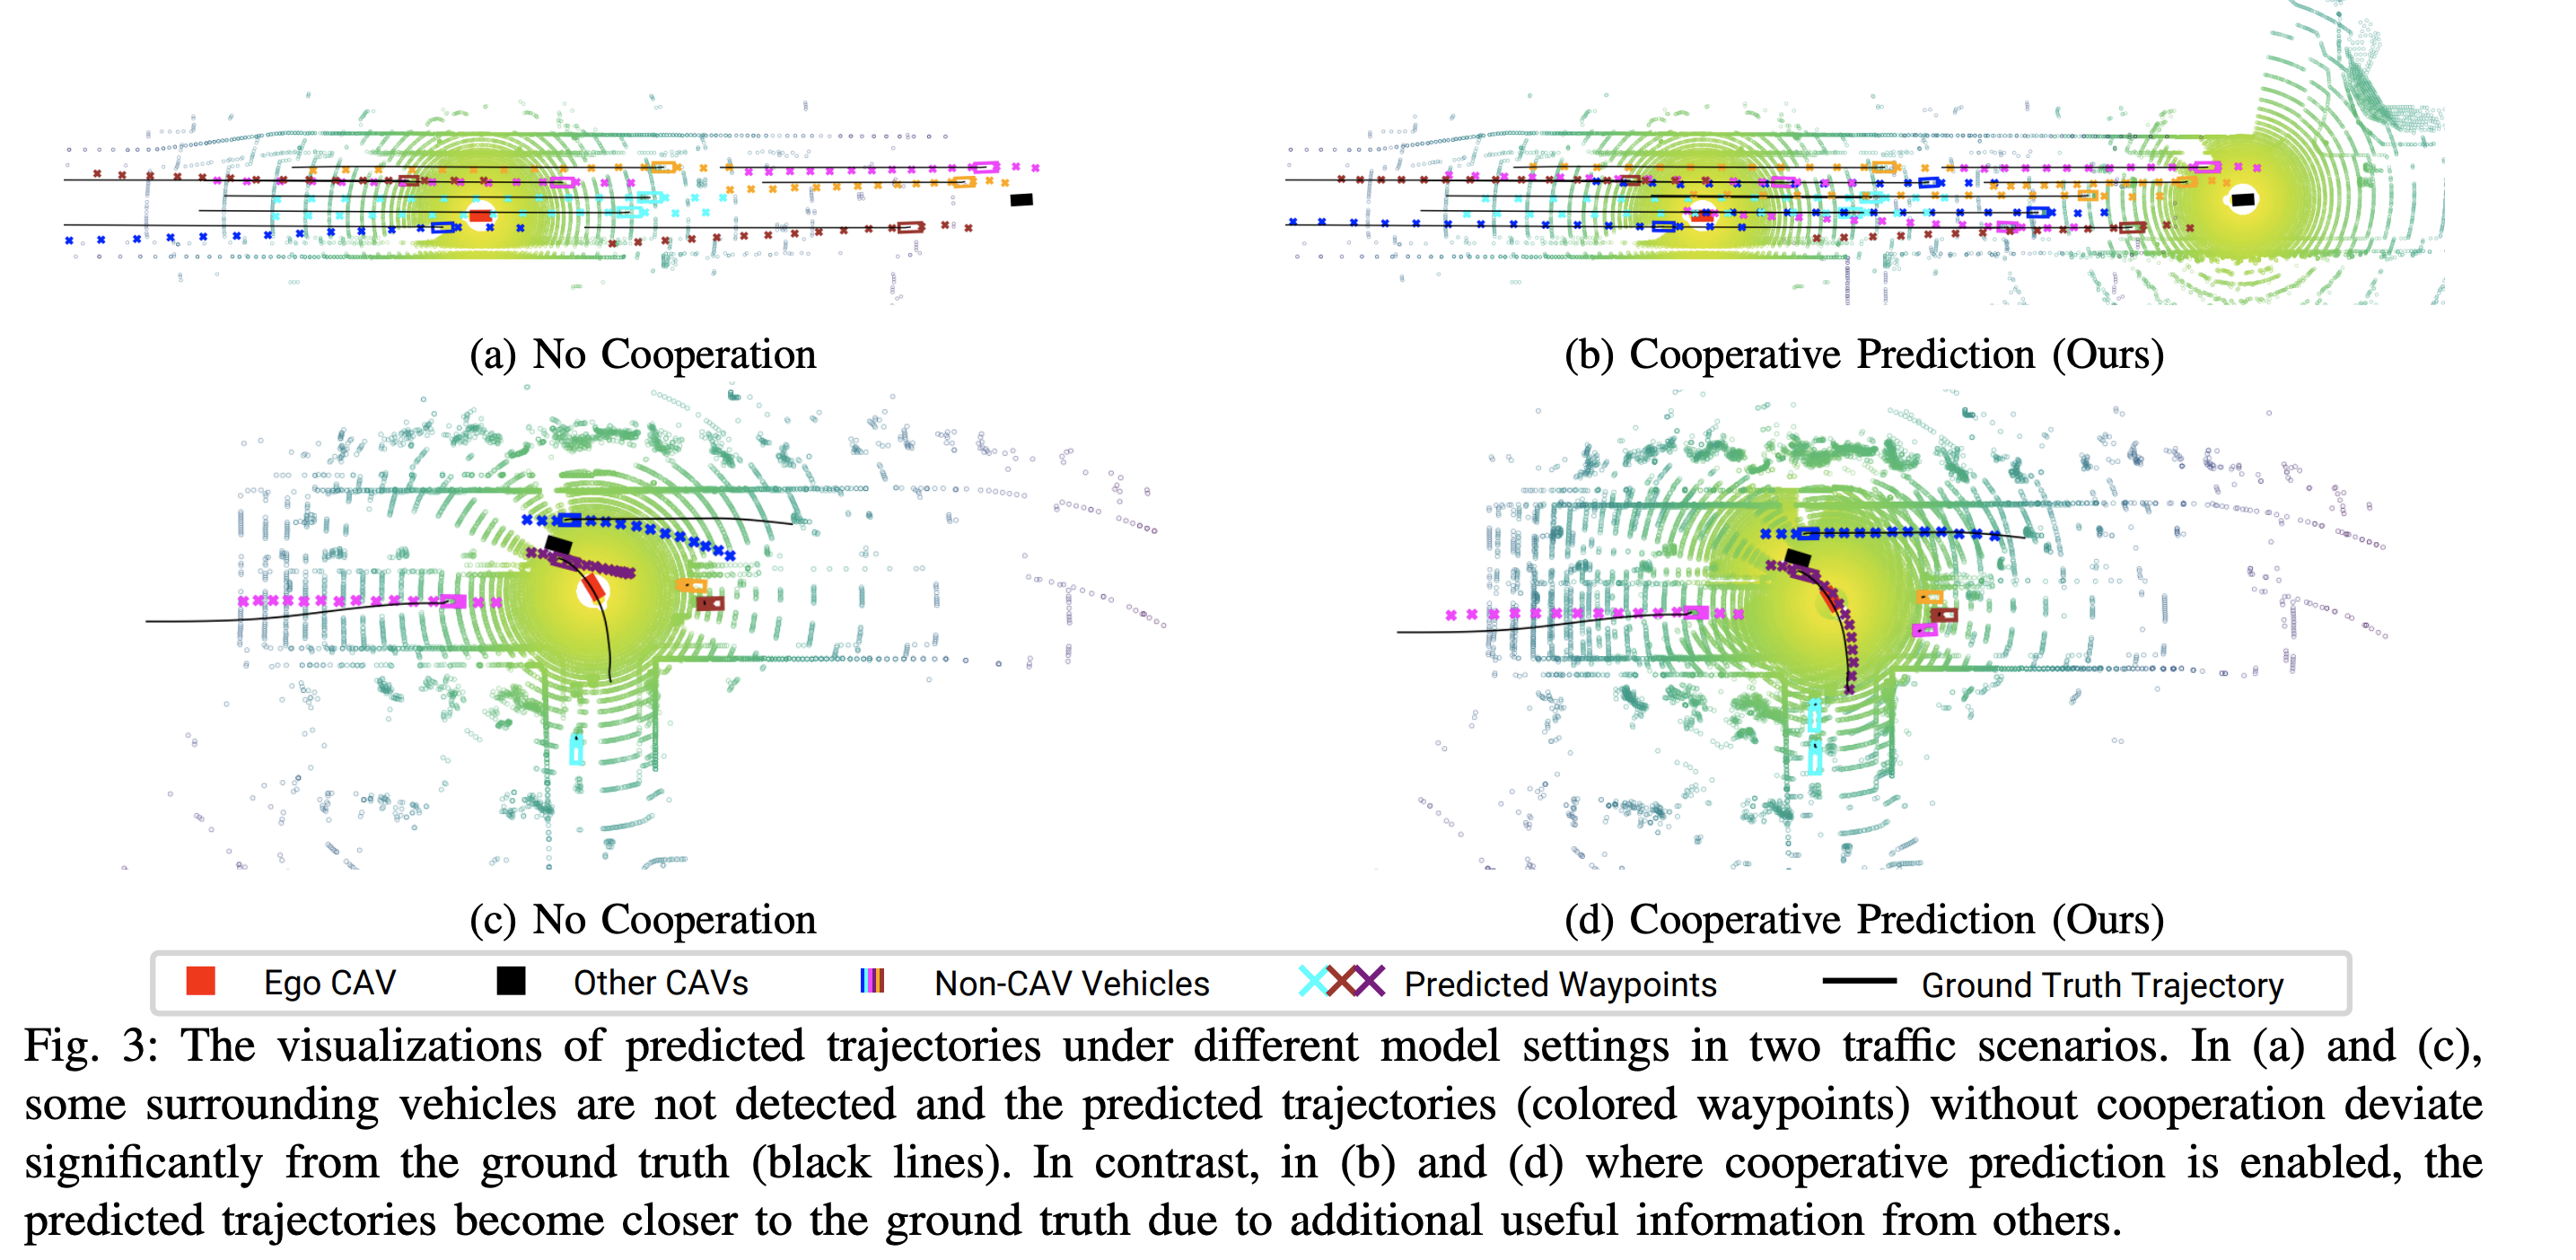 (a) No Cooperation
(b) Cooperative Prediction (Ours)
(c) No Cooperation
(d) Cooperative Prediction (Ours)
Ego CAV
Other CAVs
Non-CAV Vehicles
Predicted Waypoints
Ground Truth Trajectory
Fig. 3: The visualizations of predicted trajectories under different model settings in two traffic scenarios. In (a) and (c),
some surrounding vehicles are not detected and the predicted trajectories (colored waypoints) without cooperation deviate
significantly from the ground truth (black lines). In contrast, in (b) and (d) where cooperative prediction is enabled, the
predicted trajectories become closer to the ground truth due to additional useful information from others.